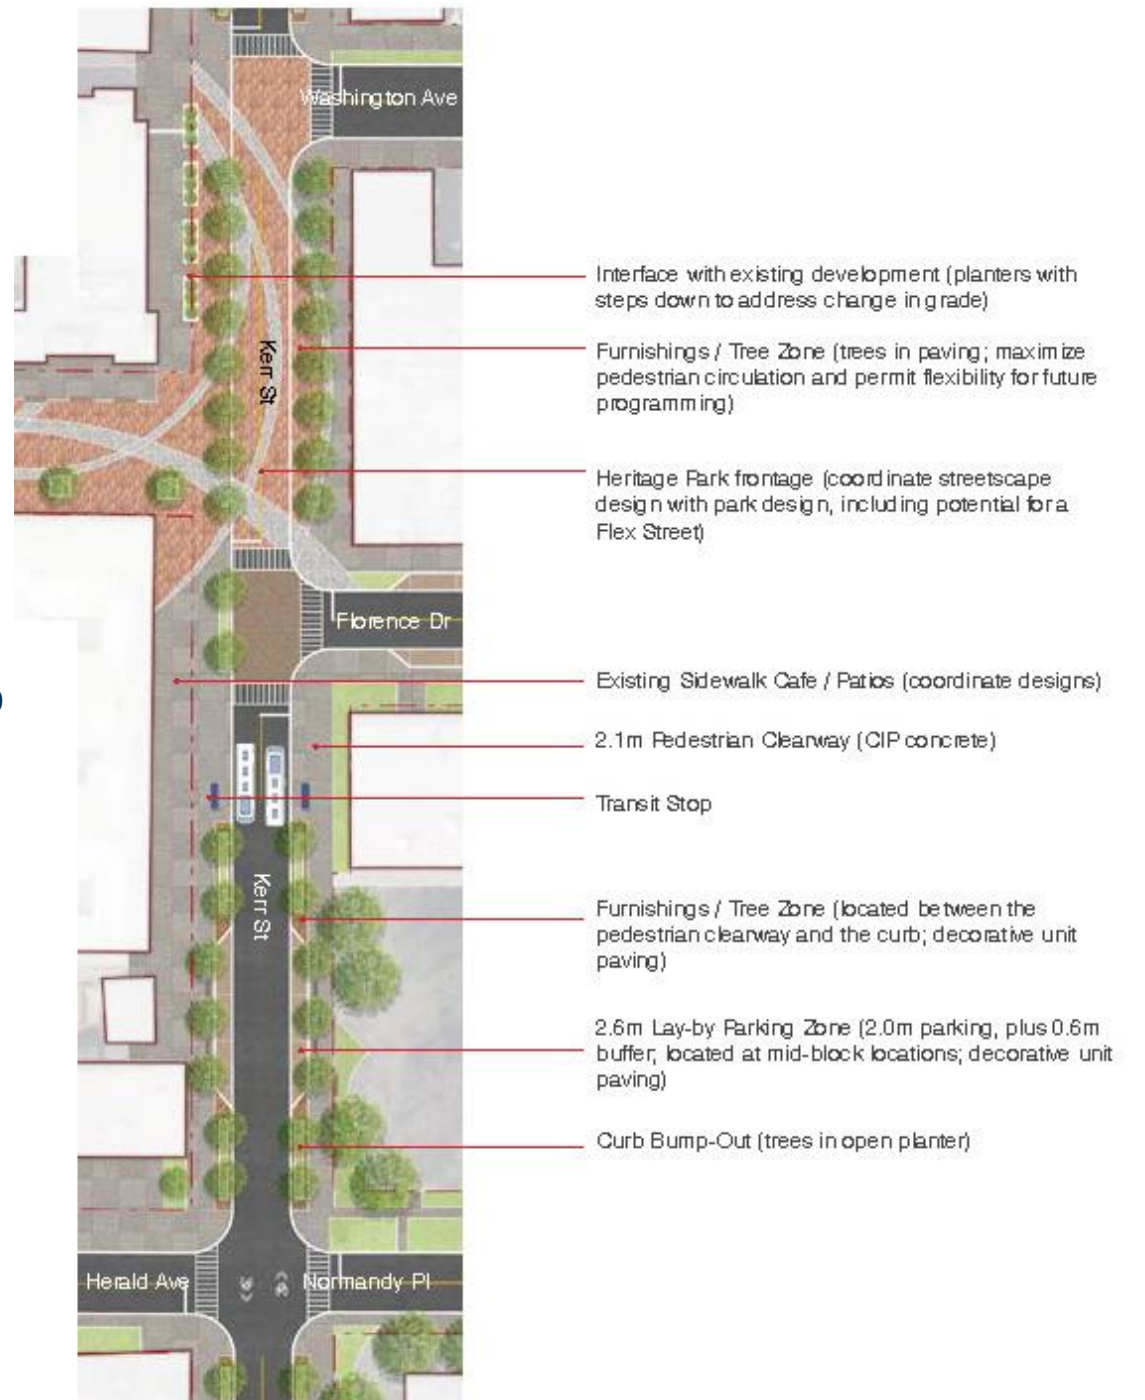 Washington Ave
Interface with existing development (planters with
steps down to address change in grade)
Furnishings / Tree Zone (trees in paving; maximize
pedestrian circulation and permit flexibility for future
programming)
Kerr St
Heritage Park frontage (coordinate streetscape
design with park design, including potential for a
Flex Street)
Florence Dr
Existing Sidewalk Cafe / Patios (coordinate designs)
2.1m Pedestrian Clearway (CIP concrete)
Transit Stop
Kerr St
Furnishings / Tree Zone (located between the
pedestrian clearway and the curb; decorative unit
paving)
2.6m Lay-by Parking Zone (2.0m parking, plus 0.6m
buffer; located at mid-block locations; decorative unit
paving)
Curb Bump-Out (trees in open planter)
Herald Ave
Normandy Pl